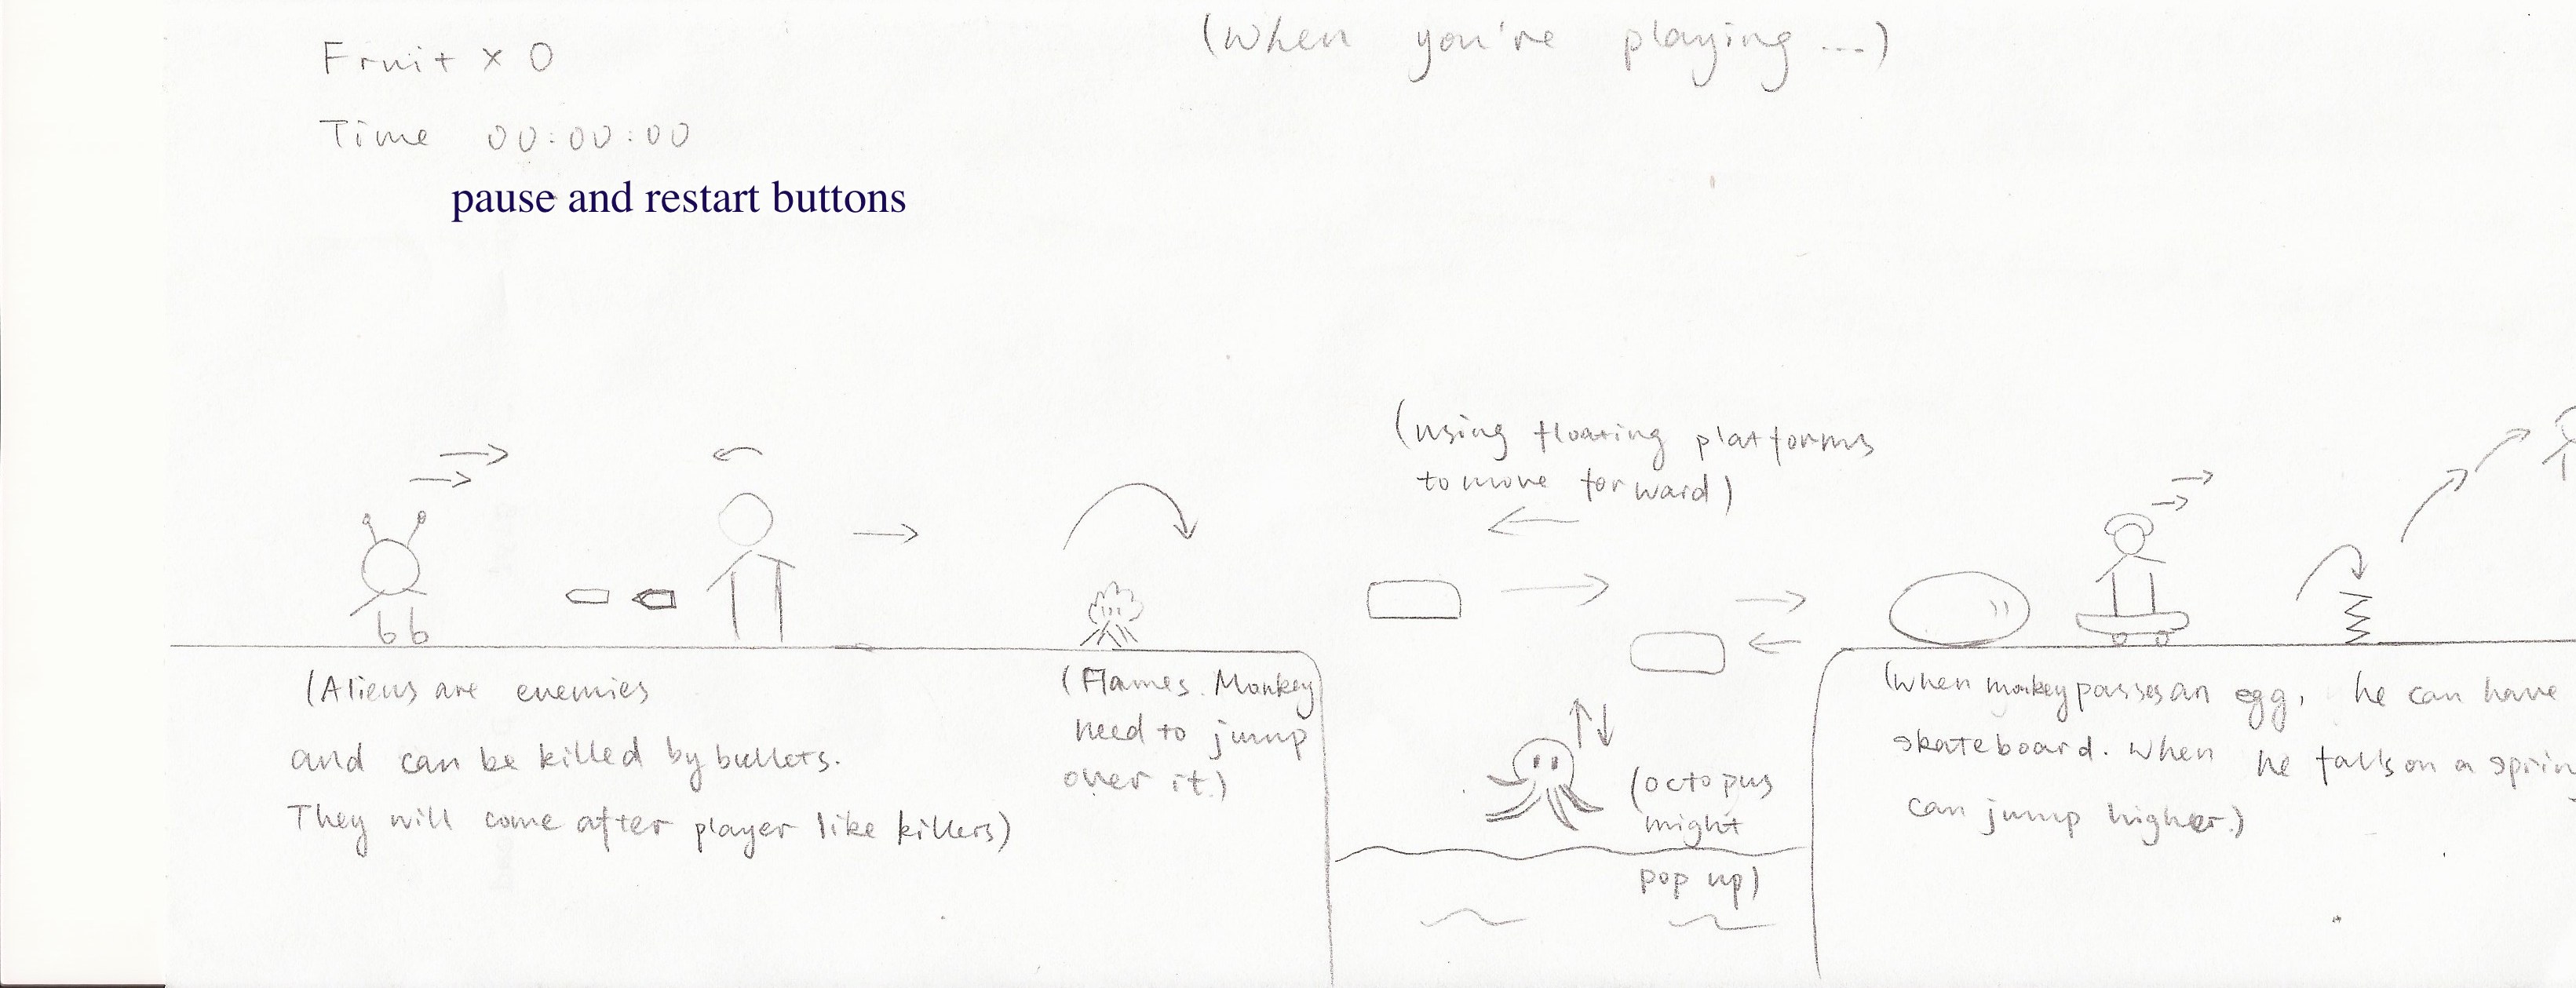 Fruit x 0
(When you're playing ...)
Time 00:00:00
pause and restart buttons
(using floating platforms
to move forward)
(Aliens are enemies
and can be killed by bullets.
They will come after player like killers)
(Flames. Monkey
need to jump
over it.)
(octopus
might
pop up)
(when monkey passes an egg, he can have
skateboard. When he falls on a sprin
can jump higher.)